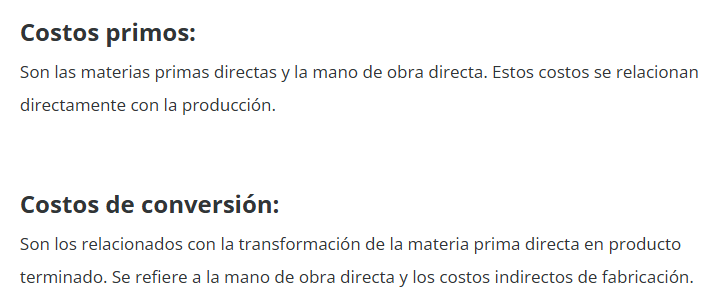 Costos primos:
Son las materias primas directas y la mano de obra directa. Estos costos se relacionan
directamente con la producción.
Costos de conversión:
Son los relacionados con la transformación de la materia prima directa en producto
terminado. Se refiere a la mano de obra directa y los costos indirectos de fabricación.